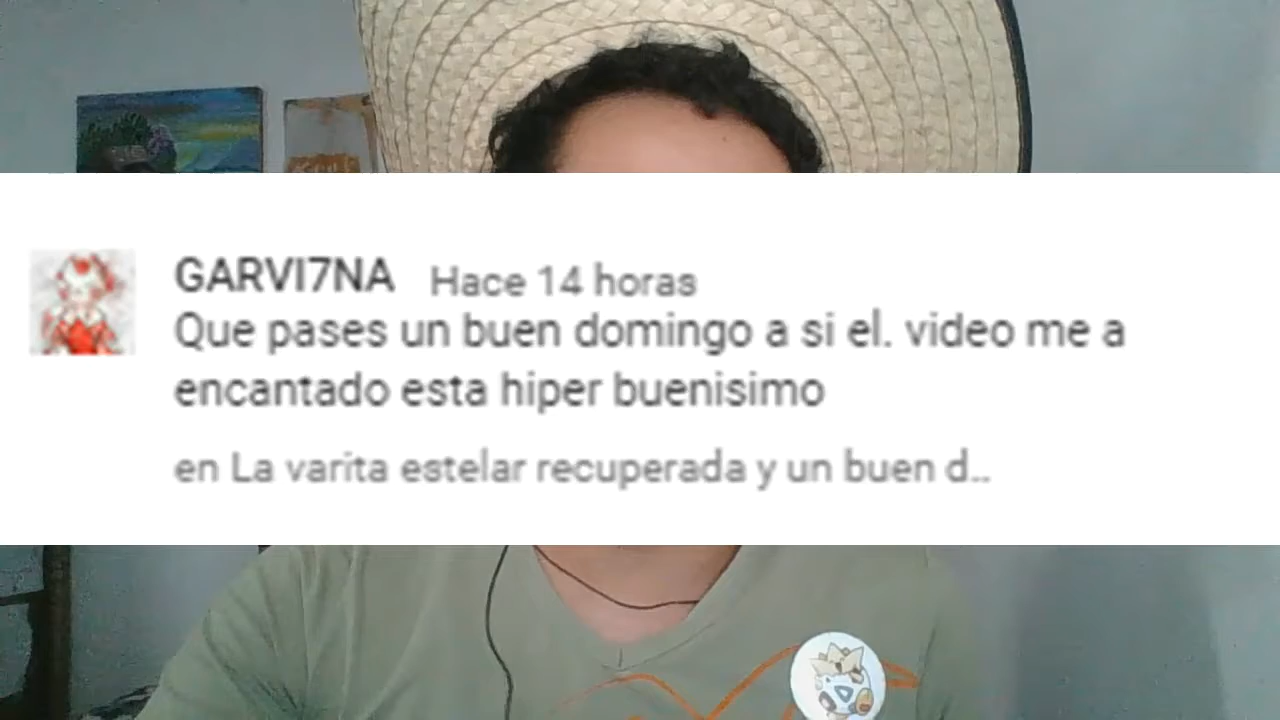 GARVI7NA Hace 14 horas
Que pases un buen domingo a si el. video me a
encantado esta hiper buenisimo
en La varita estelar recuperada y un buen d..